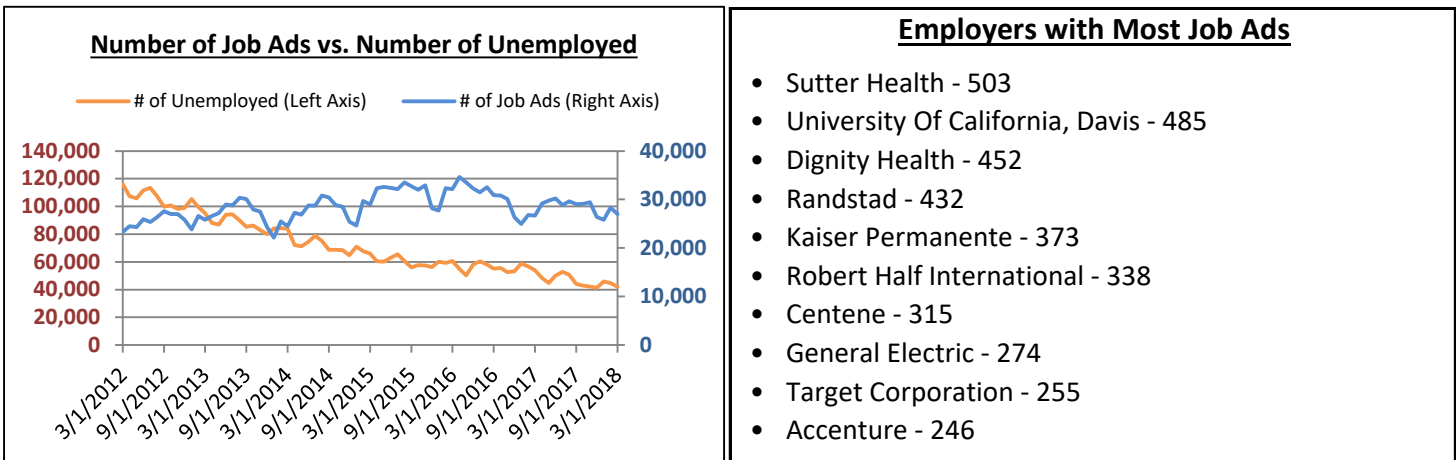 Number of Job Ads vs. Number of Unemployed
# of Unemployed (Left Axis)
# of Job Ads (Right Axis)
140,000
120,000
100,000
80,000
60,000
40,000
20,000
0
40,000
30,000
20,000
10,000
0
3/1/2012
9/1/2012
3/1/2013
9/1/2013
3/1/2014
9/1/2014
3/1/2015
9/1/2015
3/1/2016
9/1/2016
3/1/2017
9/1/2017
3/1/2018
Employers with Most Job Ads
• Sutter Health - 503
• University Of California, Davis - 485
• Dignity Health - 452
• Randstad - 432
• Kaiser Permanente - 373
• Robert Half International - 338
• Centene - 315
• General Electric - 274
• Target Corporation - 255
• Accenture - 246